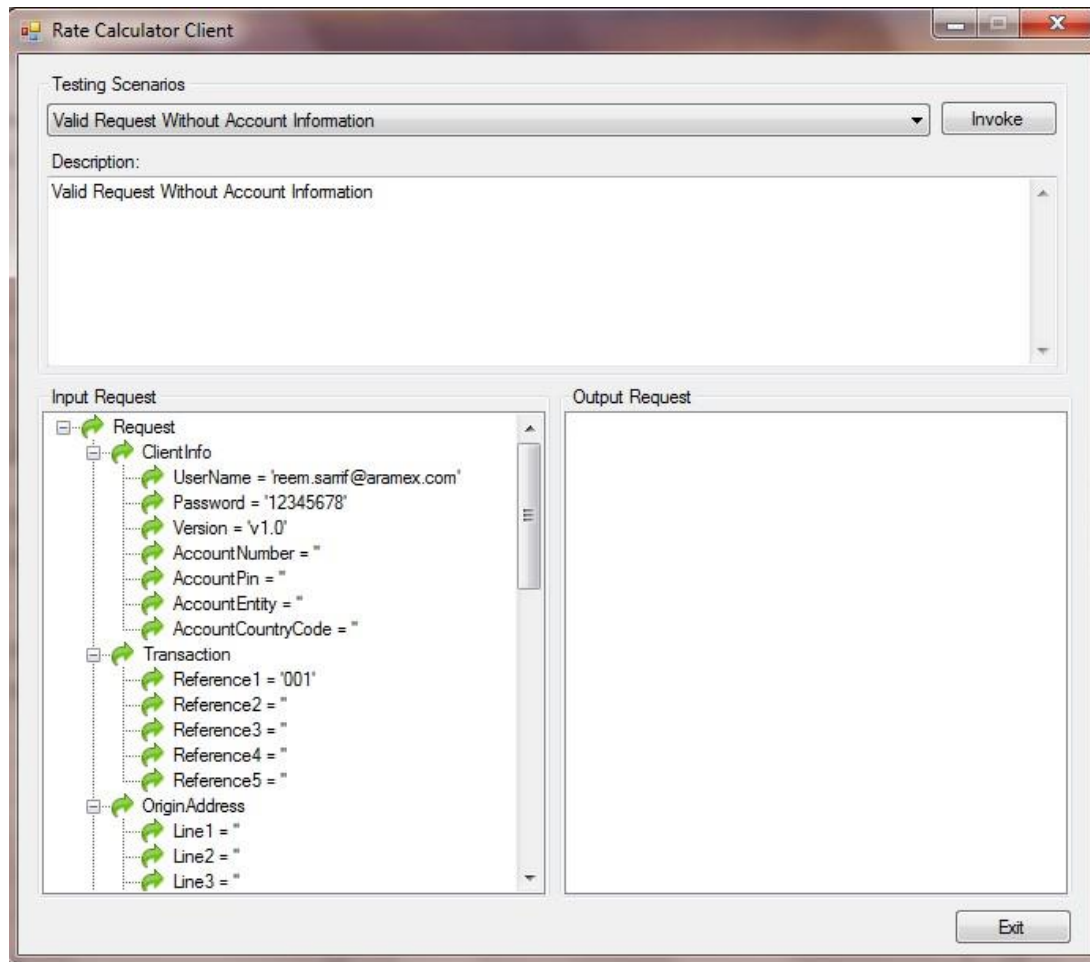 Rate Calculator Client
Testing Scenarios
Valid Request Without Account Information
Invoke
Description:
Valid Request Without Account Information
Input Request
Request
ClientInfo
UserName = 'reem.sarrif@aramex.com'
Password = '12345678'
Version = 'v1.0'
AccountNumber = ''
AccountPin = ''
AccountEntity = ''
AccountCountryCode = ''
Transaction
Reference1 = '001'
Reference2 = ''
Reference3 = ''
Reference4 = ''
Reference5 = ''
OriginAddress
Line1 = ''
Line2 = ''
Line3 = ''
Output Request
Exit